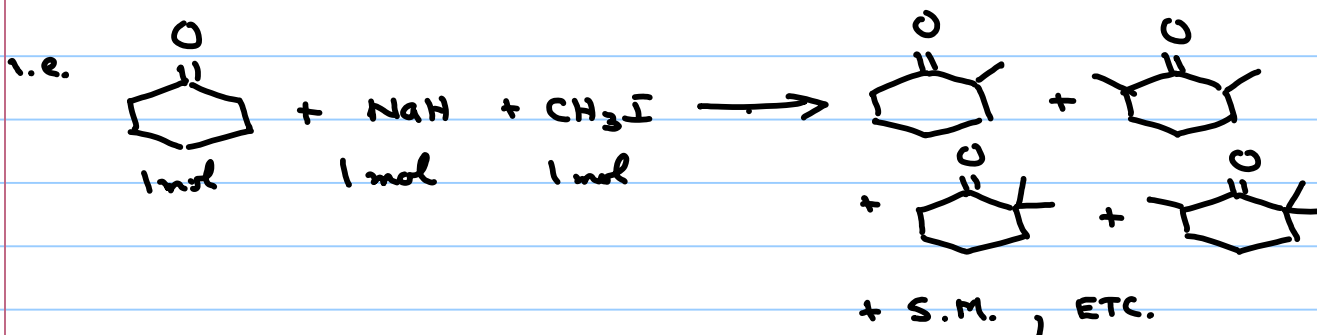 O O O
i.e. + NaH + CH₃I ⟶ +
1 mol 1 mol 1 mol
O O
+ +
+ S.M., ETC.